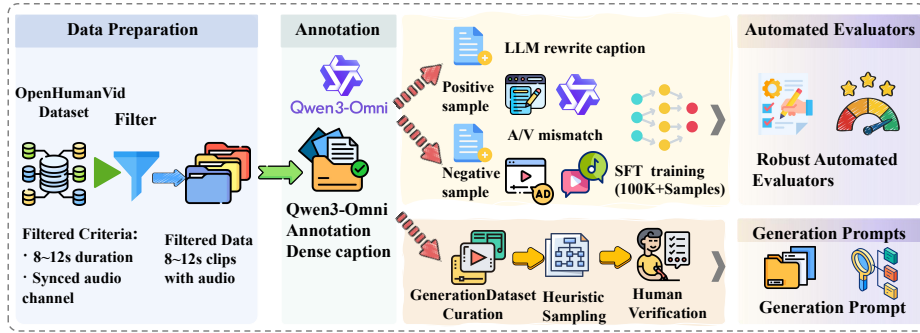 Data Preparation
OpenHumanVid
Dataset
Filter
Filtered Criteria:
· 8~12s duration
· Synced audio
channel
Filtered Data
8~12s clips
with audio
Annotation
Qwen3-Omni
Qwen3-Omni
Annotation
Dense caption
LLM rewrite caption
Positive
sample
A/V mismatch
Negative
sample
AD
SFT training
(100K+Samples)
GenerationDataset
Curation
Heuristic
Sampling
Human
Verification
Automated Evaluators
Robust Automated
Evaluators
Generation Prompts
Generation Prompt